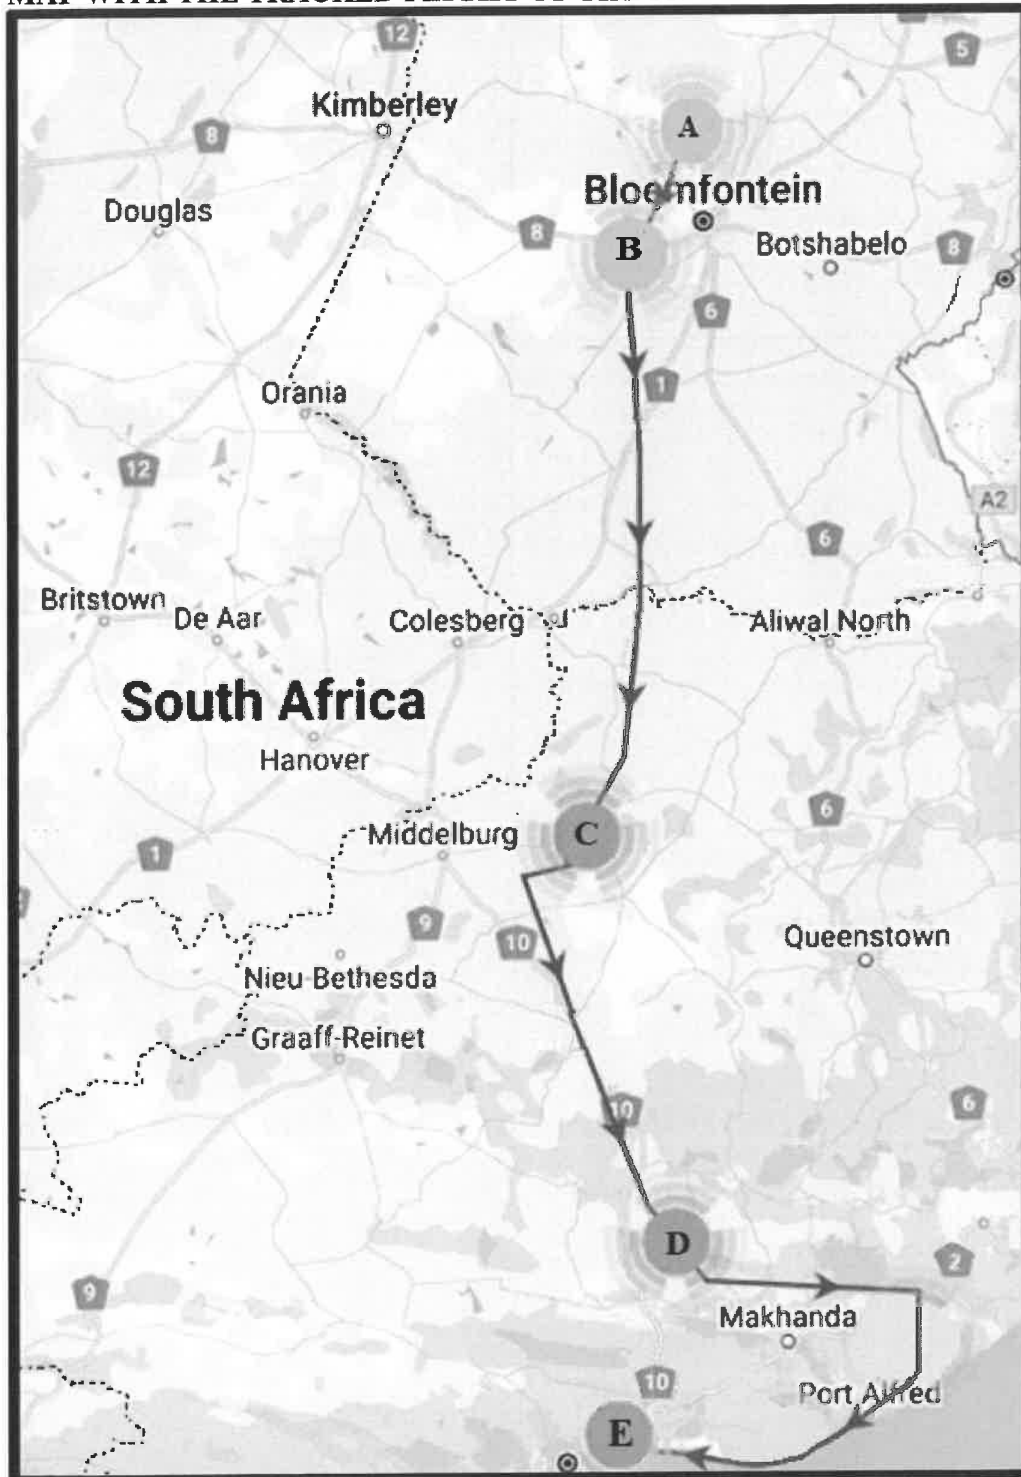 12
5
Kimberley
A
8
Bloemfontein
Douglas
8
B
Botshabelo
8
6
1
Orania
12
A2
6
Britstown
De Aar
Colesberg
Aliwal North
South Africa
Hanover
6
Middelburg
C
1
9
10
Queenstown
Nieu Bethesda
Graaff-Reinet
10
6
D
2
9
Makhanda
10
Port Alfred
E